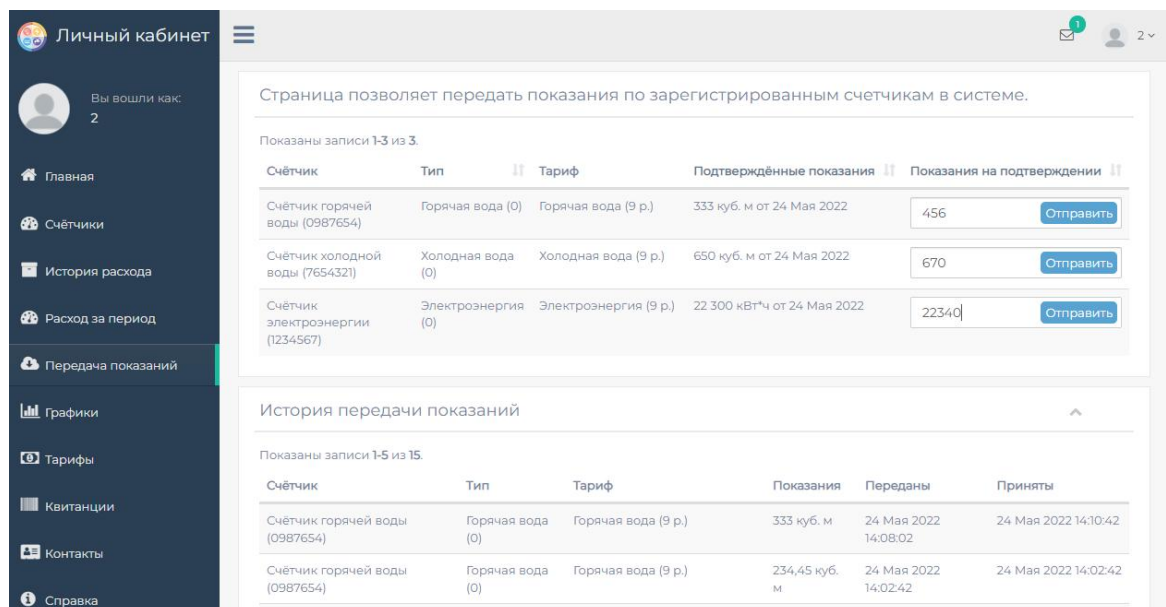 Личный кабинет
1
2
Вы вошли как:
2
Главная
Счётчики
История расхода
Расход за период
Передача показаний
Графики
Тарифы
Квитанции
Контакты
Справка
Страница позволяет передать показания по зарегистрированным счетчикам в системе.
Показаны записи 1-3 из 3.
Счётчик Тип Тариф Подтверждённые показания Показания на подтверждении
Счётчик горячей Горячая вода (0) Горячая вода (9 р.) 333 куб. м от 24 Мая 2022 456 Отправить
воды (0987654)
Счётчик холодной Холодная вода Холодная вода (9 р.) 650 куб. м от 24 Мая 2022 670 Отправить
воды (7654321) (0)
Счётчик Электроэнергия Электроэнергия (9 р.) 22 300 кВт*ч от 24 Мая 2022 22340 Отправить
электроэнергии (0)
(1234567)
История передачи показаний
Показаны записи 1-5 из 15.
Счётчик Тип Тариф Показания Переданы Приняты
Счётчик горячей воды Горячая вода Горячая вода (9 р.) 333 куб. м 24 Мая 2022 24 Мая 2022 14:10:42
(0987654) (0) 14:08:02
Счётчик горячей воды Горячая вода Горячая вода (9 р.) 234,45 куб. 24 Мая 2022 24 Мая 2022 14:02:42
(0987654) (0) м 14:02:42